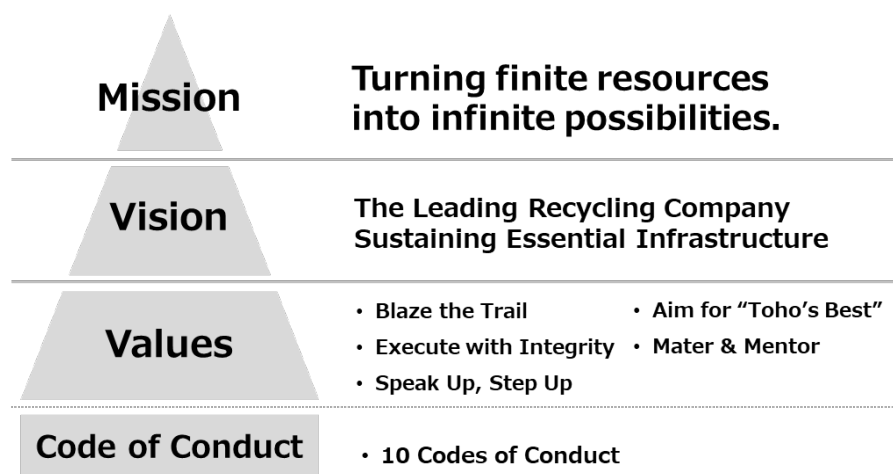 Mission
Turning finite resources
into infinite possibilities.
Vision
The Leading Recycling Company
Sustaining Essential Infrastructure
Values
• Blaze the Trail
• Execute with Integrity
• Speak Up, Step Up
• Aim for “Toho’s Best”
• Mater & Mentor
Code of Conduct
• 10 Codes of Conduct